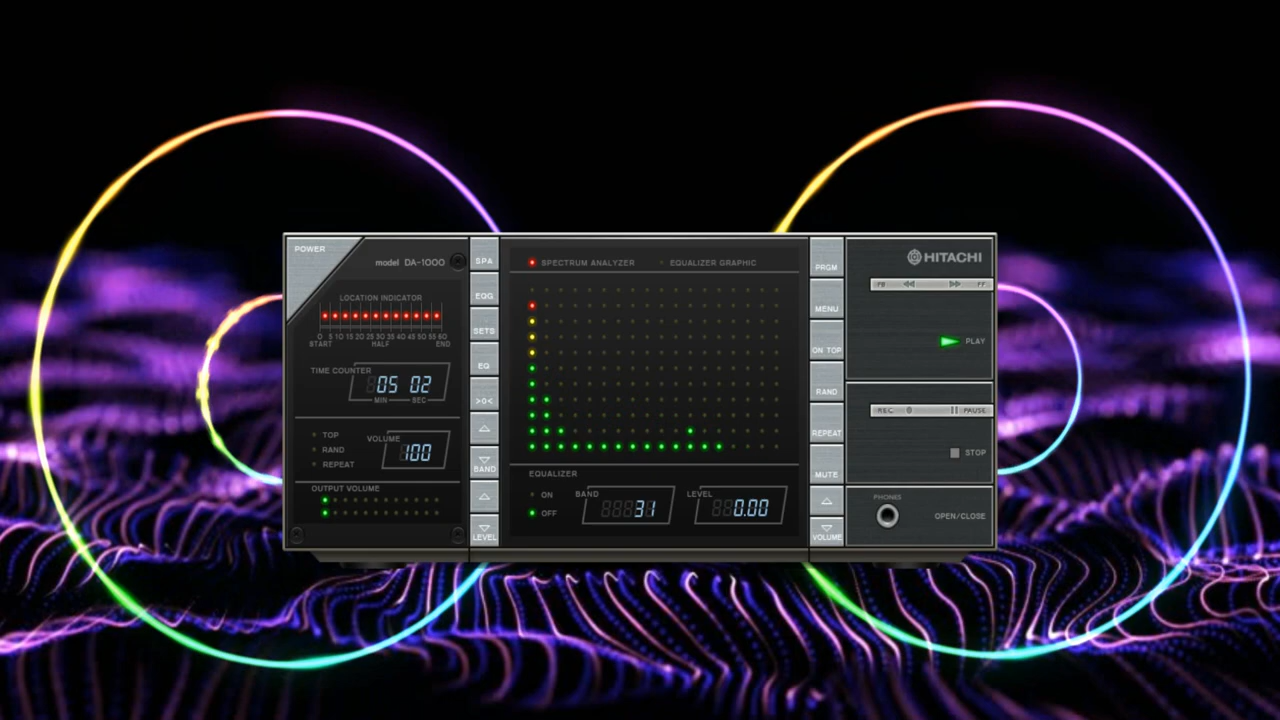 POWER
model DA-1000
LOCATION INDICATOR
0 5 10 15 20 25 30 35 40 45 50 55 60
START HALF END
TIME COUNTER
05 02
MIN SEC
TOP
RAND
REPEAT
VOLUME
100
OUTPUT VOLUME
SPA
EQG
SETS
EQ
>0<
BAND
LEVEL
SPECTRUM ANALYZER
EQUALIZER GRAPHIC
EQUALIZER
ON
OFF
BAND
31
LEVEL
0.00
PRGM
MENU
ON TOP
RAND
REPEAT
MUTE
VOLUME
HITACHI
FB FF
PLAY
REC PAUSE
STOP
PHONES
OPEN/CLOSE